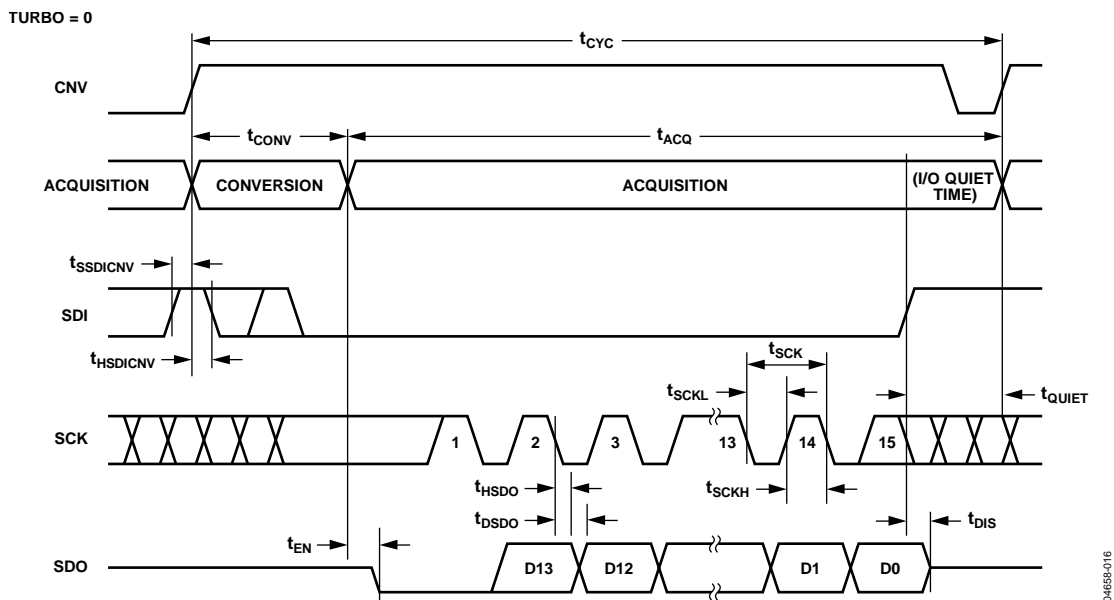 TURBO = 0
tCYC
CNV
tCONV
tACQ
ACQUISITION
CONVERSION
ACQUISITION
(I/O QUIET
TIME)
tSSDICNV
SDI
tHSDICNV
tSCK
tSCKL
tQUIET
SCK
1
2
3
13
14
15
tHSDO
tSCKH
tDSDO
tDIS
tEN
SDO
D13
D12
D1
D0
04658-016